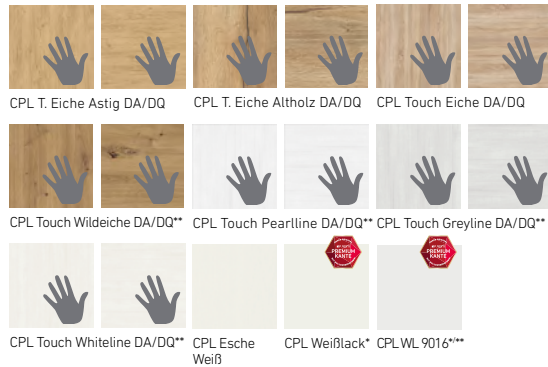 CPL T. Eiche Astig DA/DQ
CPL T. Eiche Altholz DA/DQ
CPL Touch Eiche DA/DQ
CPL Touch Wildeiche DA/DQ**
CPL Touch Pearlline DA/DQ**
CPL Touch Greyline DA/DQ**
PREMIUM
KANTE
PREMIUM
KANTE
CPL Touch Whiteline DA/DQ**
CPL Esche
Weiß
CPL Weißlack*
CPL WL 9016*/**